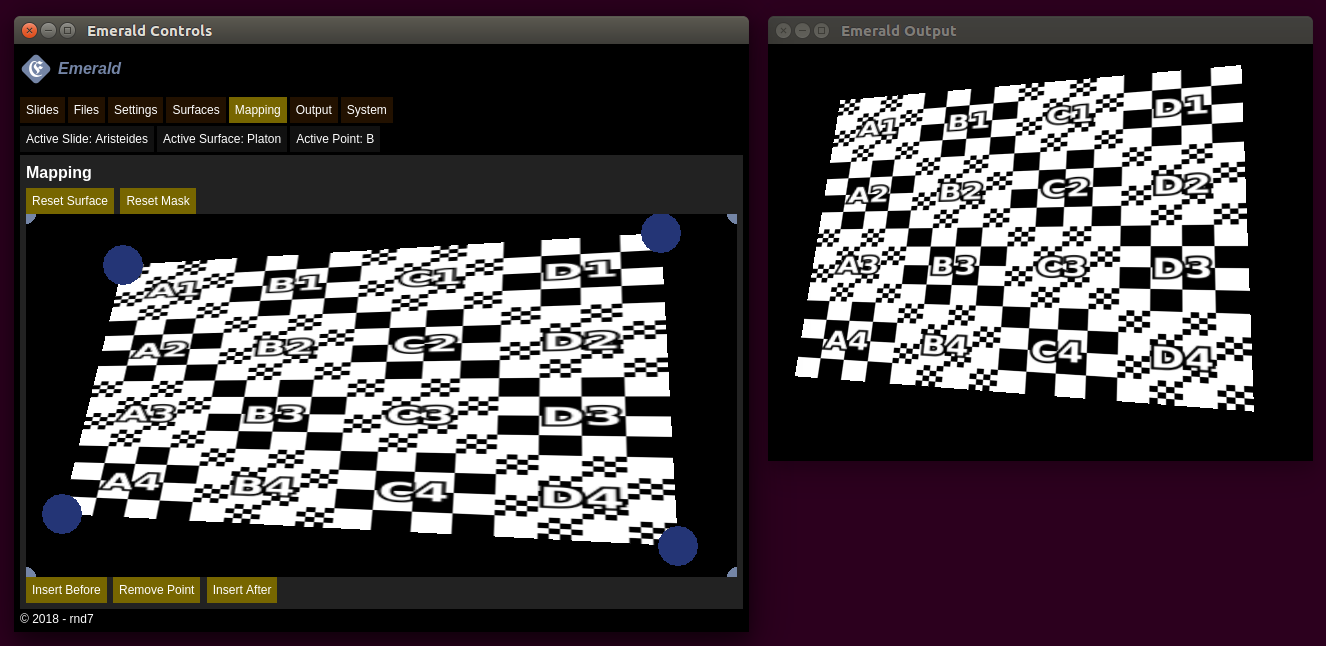 Emerald Controls
Emerald
Slides Files Settings Surfaces Mapping Output System
Active Slide: Aristeides Active Surface: Platon Active Point: B
Mapping
Reset Surface Reset Mask
A1 B1 C1 D1
A2 B2 C2 D2
A3 B3 C3 D3
A4 B4 C4 D4
Insert Before Remove Point Insert After
© 2018 - rnd7
Emerald Output
A1 B1 C1 D1
A2 B2 C2 D2
A3 B3 C3 D3
A4 B4 C4 D4